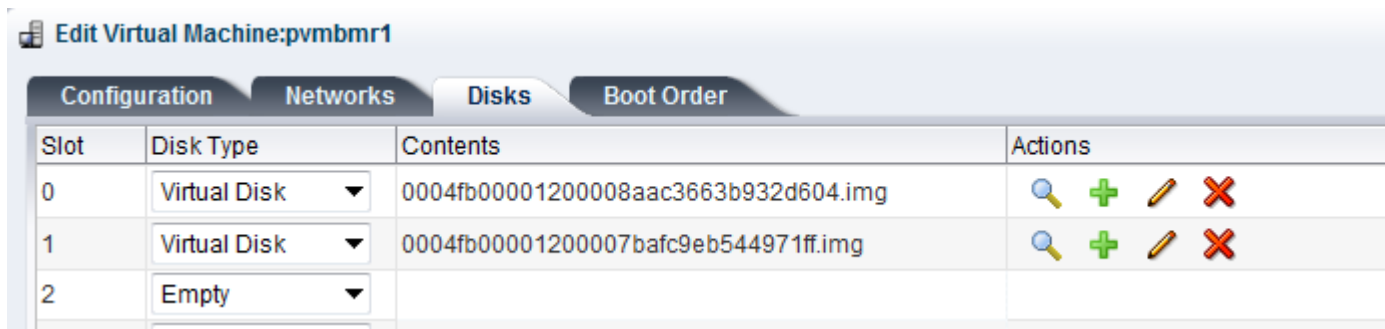 Edit Virtual Machine:pvmbmr1
Configuration Networks Disks Boot Order
Slot Disk Type Contents Actions
0 Virtual Disk 0004fb00001200008aac3663b932d604.img
1 Virtual Disk 0004fb00001200007bafc9eb544971ff.img
2 Empty